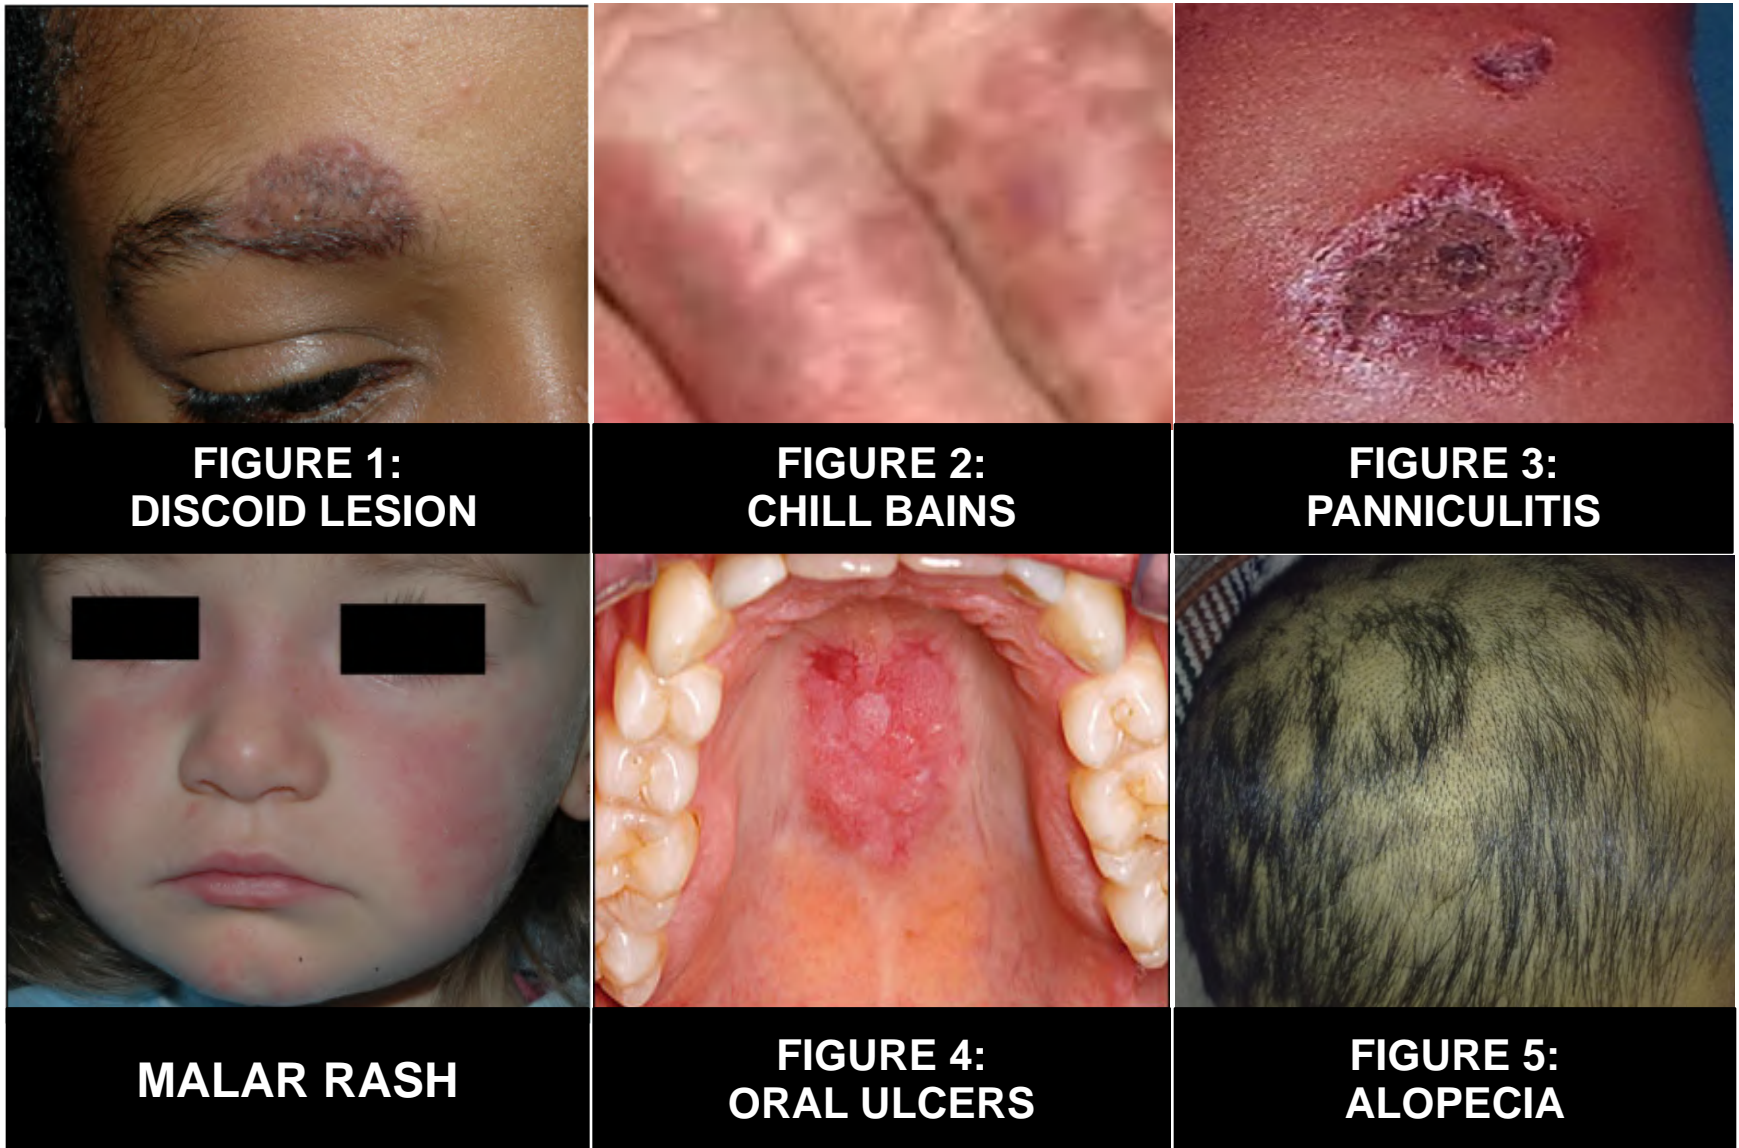 FIGURE 1:
DISCOID LESION
FIGURE 2:
CHILL BAINS
FIGURE 3:
PANNICULITIS
MALAR RASH
FIGURE 4:
ORAL ULCERS
FIGURE 5:
ALOPECIA